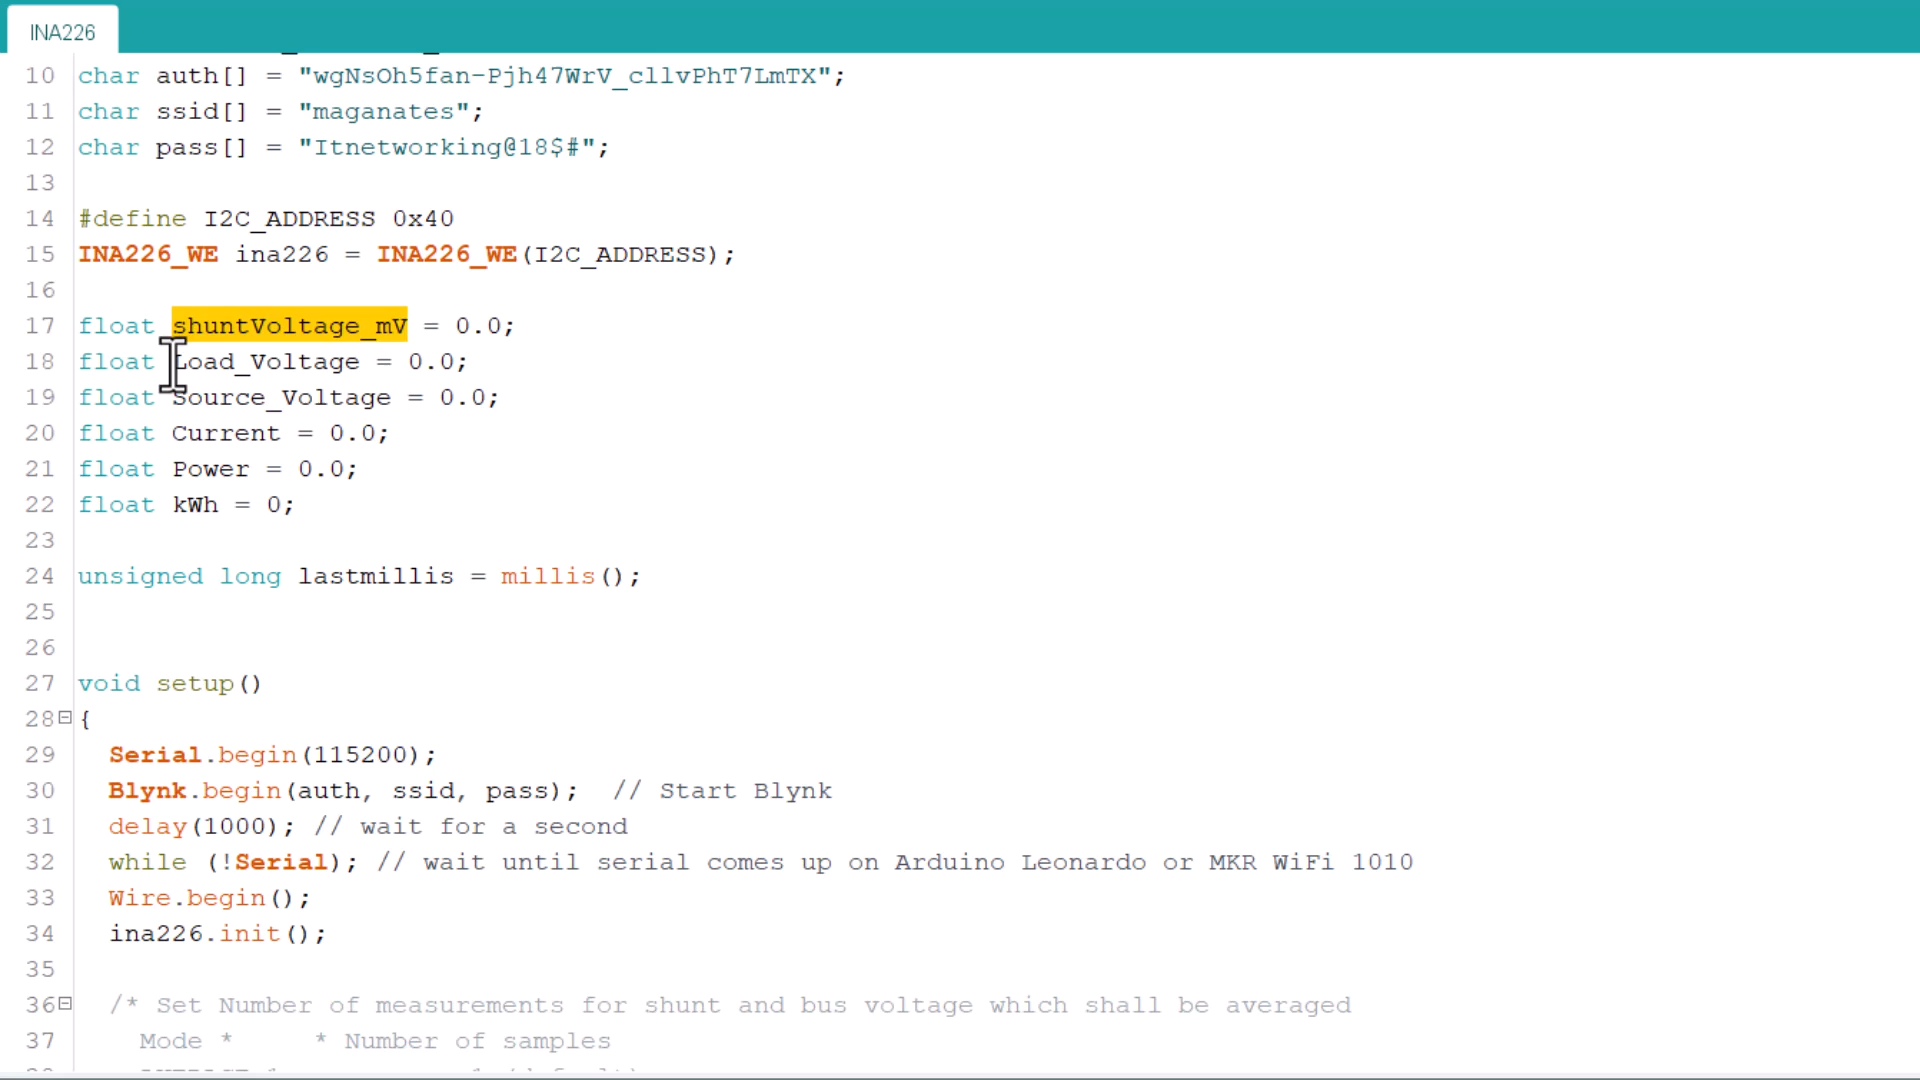 INA226
10 char auth[] = "wgNsOh5fan-Pjh47WrV_cllvPhT7LmTX";
11 char ssid[] = "maganates";
12 char pass[] = "Itnetworking@18$#";
13
14 #define I2C_ADDRESS 0x40
15 INA226_WE ina226 = INA226_WE(I2C_ADDRESS);
16
17 float shuntVoltage_mV = 0.0;
18 float Load_Voltage = 0.0;
19 float Source_Voltage = 0.0;
20 float Current = 0.0;
21 float Power = 0.0;
22 float kWh = 0;
23
24 unsigned long lastmillis = millis();
25
26
27 void setup()
28 {
29 Serial.begin(115200);
30 Blynk.begin(auth, ssid, pass); // Start Blynk
31 delay(1000); // wait for a second
32 while (!Serial); // wait until serial comes up on Arduino Leonardo or MKR WiFi 1010
33 Wire.begin();
34 ina226.init();
35
36 /* Set Number of measurements for shunt and bus voltage which shall be averaged
37 Mode * * Number of samples